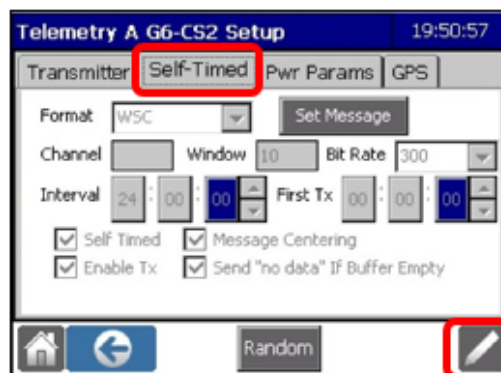 Telemetry A G6-CS2 Setup 19:50:57
Transmitter Self-Timed Pwr Params GPS
Format WSC Set Message
Channel Window 10 Bit Rate 300
Interval 24 : 00 : 00 First Tx 00 : 00 : 00
Self Timed Message Centering
Enable Tx Send "no data" If Buffer Empty
Random